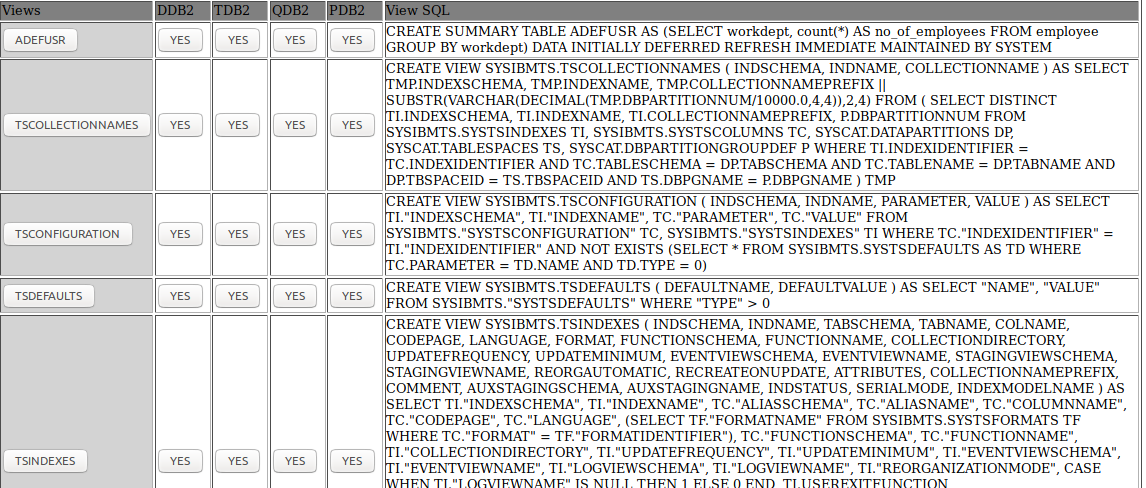 Views DDB2 TDB2 QDB2 PDB2 View SQL
ADEFUSR YES YES YES YES
CREATE SUMMARY TABLE ADEFUSR AS (SELECT workdept, count(*) AS no_of_employees FROM employee
GROUP BY workdept) DATA INITIALLY DEFERRED REFRESH IMMEDIATE MAINTAINED BY SYSTEM
TSCOLLECTIONNAMES YES YES YES YES
CREATE VIEW SYSIBMTS.TSCOLLECTIONNAMES ( INDSCHEMA, INDNAME, COLLECTIONNAME ) AS SELECT
TMP.INDEXSCHEMA, TMP.INDEXNAME, TMP.COLLECTIONNAMEPREFIX ||
SUBSTR(VARCHAR(DECIMAL(TMP.DBPARTITIONNUM/10000.0,4,4)),2,4) FROM ( SELECT DISTINCT
TI.INDEXSCHEMA, TI.INDEXNAME, TI.COLLECTIONNAMEPREFIX, P.DBPARTITIONNUM FROM
SYSIBMTS.SYSTSINDEXES TI, SYSIBMTS.SYSTSCOLUMNS TC, SYSCAT.DATAPARTITIONS DP,
SYSCAT.TABLESPACES TS, SYSCAT.DBPARTITIONGROUPDEF P WHERE TI.INDEXIDENTIFIER =
TC.INDEXIDENTIFIER AND TC.TABLESCHEMA = DP.TABSCHEMA AND TC.TABLENAME = DP.TABNAME AND
DP.TBSPACEID = TS.TBSPACEID AND TS.DBPGNAME = P.DBPGNAME ) TMP
TSCONFIGURATION YES YES YES YES
CREATE VIEW SYSIBMTS.TSCONFIGURATION ( INDSCHEMA, INDNAME, PARAMETER, VALUE ) AS SELECT
TI."INDEXSCHEMA", TI."INDEXNAME", TC."PARAMETER", TC."VALUE" FROM
SYSIBMTS."SYSTSCONFIGURATION" TC, SYSIBMTS."SYSTSINDEXES" TI WHERE TC."INDEXIDENTIFIER" =
TI."INDEXIDENTIFIER" AND NOT EXISTS (SELECT * FROM SYSIBMTS.SYSTSDEFAULTS AS TD WHERE
TC.PARAMETER = TD.NAME AND TD.TYPE = 0)
TSDEFAULTS YES YES YES YES
CREATE VIEW SYSIBMTS.TSDEFAULTS ( DEFAULTNAME, DEFAULTVALUE ) AS SELECT "NAME", "VALUE"
FROM SYSIBMTS."SYSTSDEFAULTS" WHERE "TYPE" > 0
TSINDEXES YES YES YES YES
CREATE VIEW SYSIBMTS.TSINDEXES ( INDSCHEMA, INDNAME, TABSCHEMA, TABNAME, COLNAME,
CODEPAGE, LANGUAGE, FORMAT, FUNCTIONSCHEMA, FUNCTIONNAME, COLLECTIONDIRECTORY,
UPDATEFREQUENCY, UPDATEMINIMUM, EVENTVIEWSCHEMA, EVENTVIEWNAME, STAGINGVIEWSCHEMA,
STAGINGVIEWNAME, REORGAUTOMATIC, RECREATEONUPDATE, ATTRIBUTES, COLLECTIONNAMEPREFIX,
COMMENT, AUXSTAGINGSCHEMA, AUXSTAGINGNAME, INDSTATUS, SERIALMODE, INDEXMODELNAME ) AS
SELECT TI."INDEXSCHEMA", TI."INDEXNAME", TC."ALIASSCHEMA", TC."ALIASNAME", TC."COLUMNNAME",
TC."CODEPAGE", TC."LANGUAGE", (SELECT TF."FORMATNAME" FROM SYSIBMTS.SYSTSFORMATS TF
WHERE TC."FORMAT" = TF."FORMATIDENTIFIER"), TC."FUNCTIONSCHEMA", TC."FUNCTIONNAME",
TI."COLLECTIONDIRECTORY", TI."UPDATEFREQUENCY", TI."UPDATEMINIMUM", TI."EVENTVIEWSCHEMA",
TI."EVENTVIEWNAME", TI."LOGVIEWSCHEMA", TI."LOGVIEWNAME", TI."REORGANIZATIONMODE", CASE
WHEN TI."LOGVIEWNAME" IS NULL THEN 1 ELSE 0 END, TI.USEREXITFUNCTION,